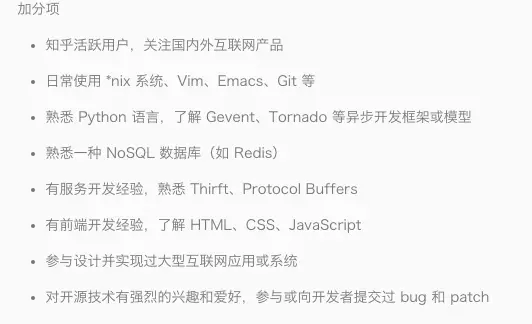 加分项
• 知乎活跃用户，关注国内外互联网产品
• 日常使用 *nix 系统、Vim、Emacs、Git 等
• 熟悉 Python 语言，了解 Gevent、Tornado 等异步开发框架或模型
• 熟悉一种 NoSQL 数据库（如 Redis）
• 有服务开发经验，熟悉 Thirft、Protocol Buffers
• 有前端开发经验，了解 HTML、CSS、JavaScript
• 参与设计并实现过大型互联网应用或系统
• 对开源技术有强烈的兴趣和爱好，参与或向开发者提交过 bug 和 patch